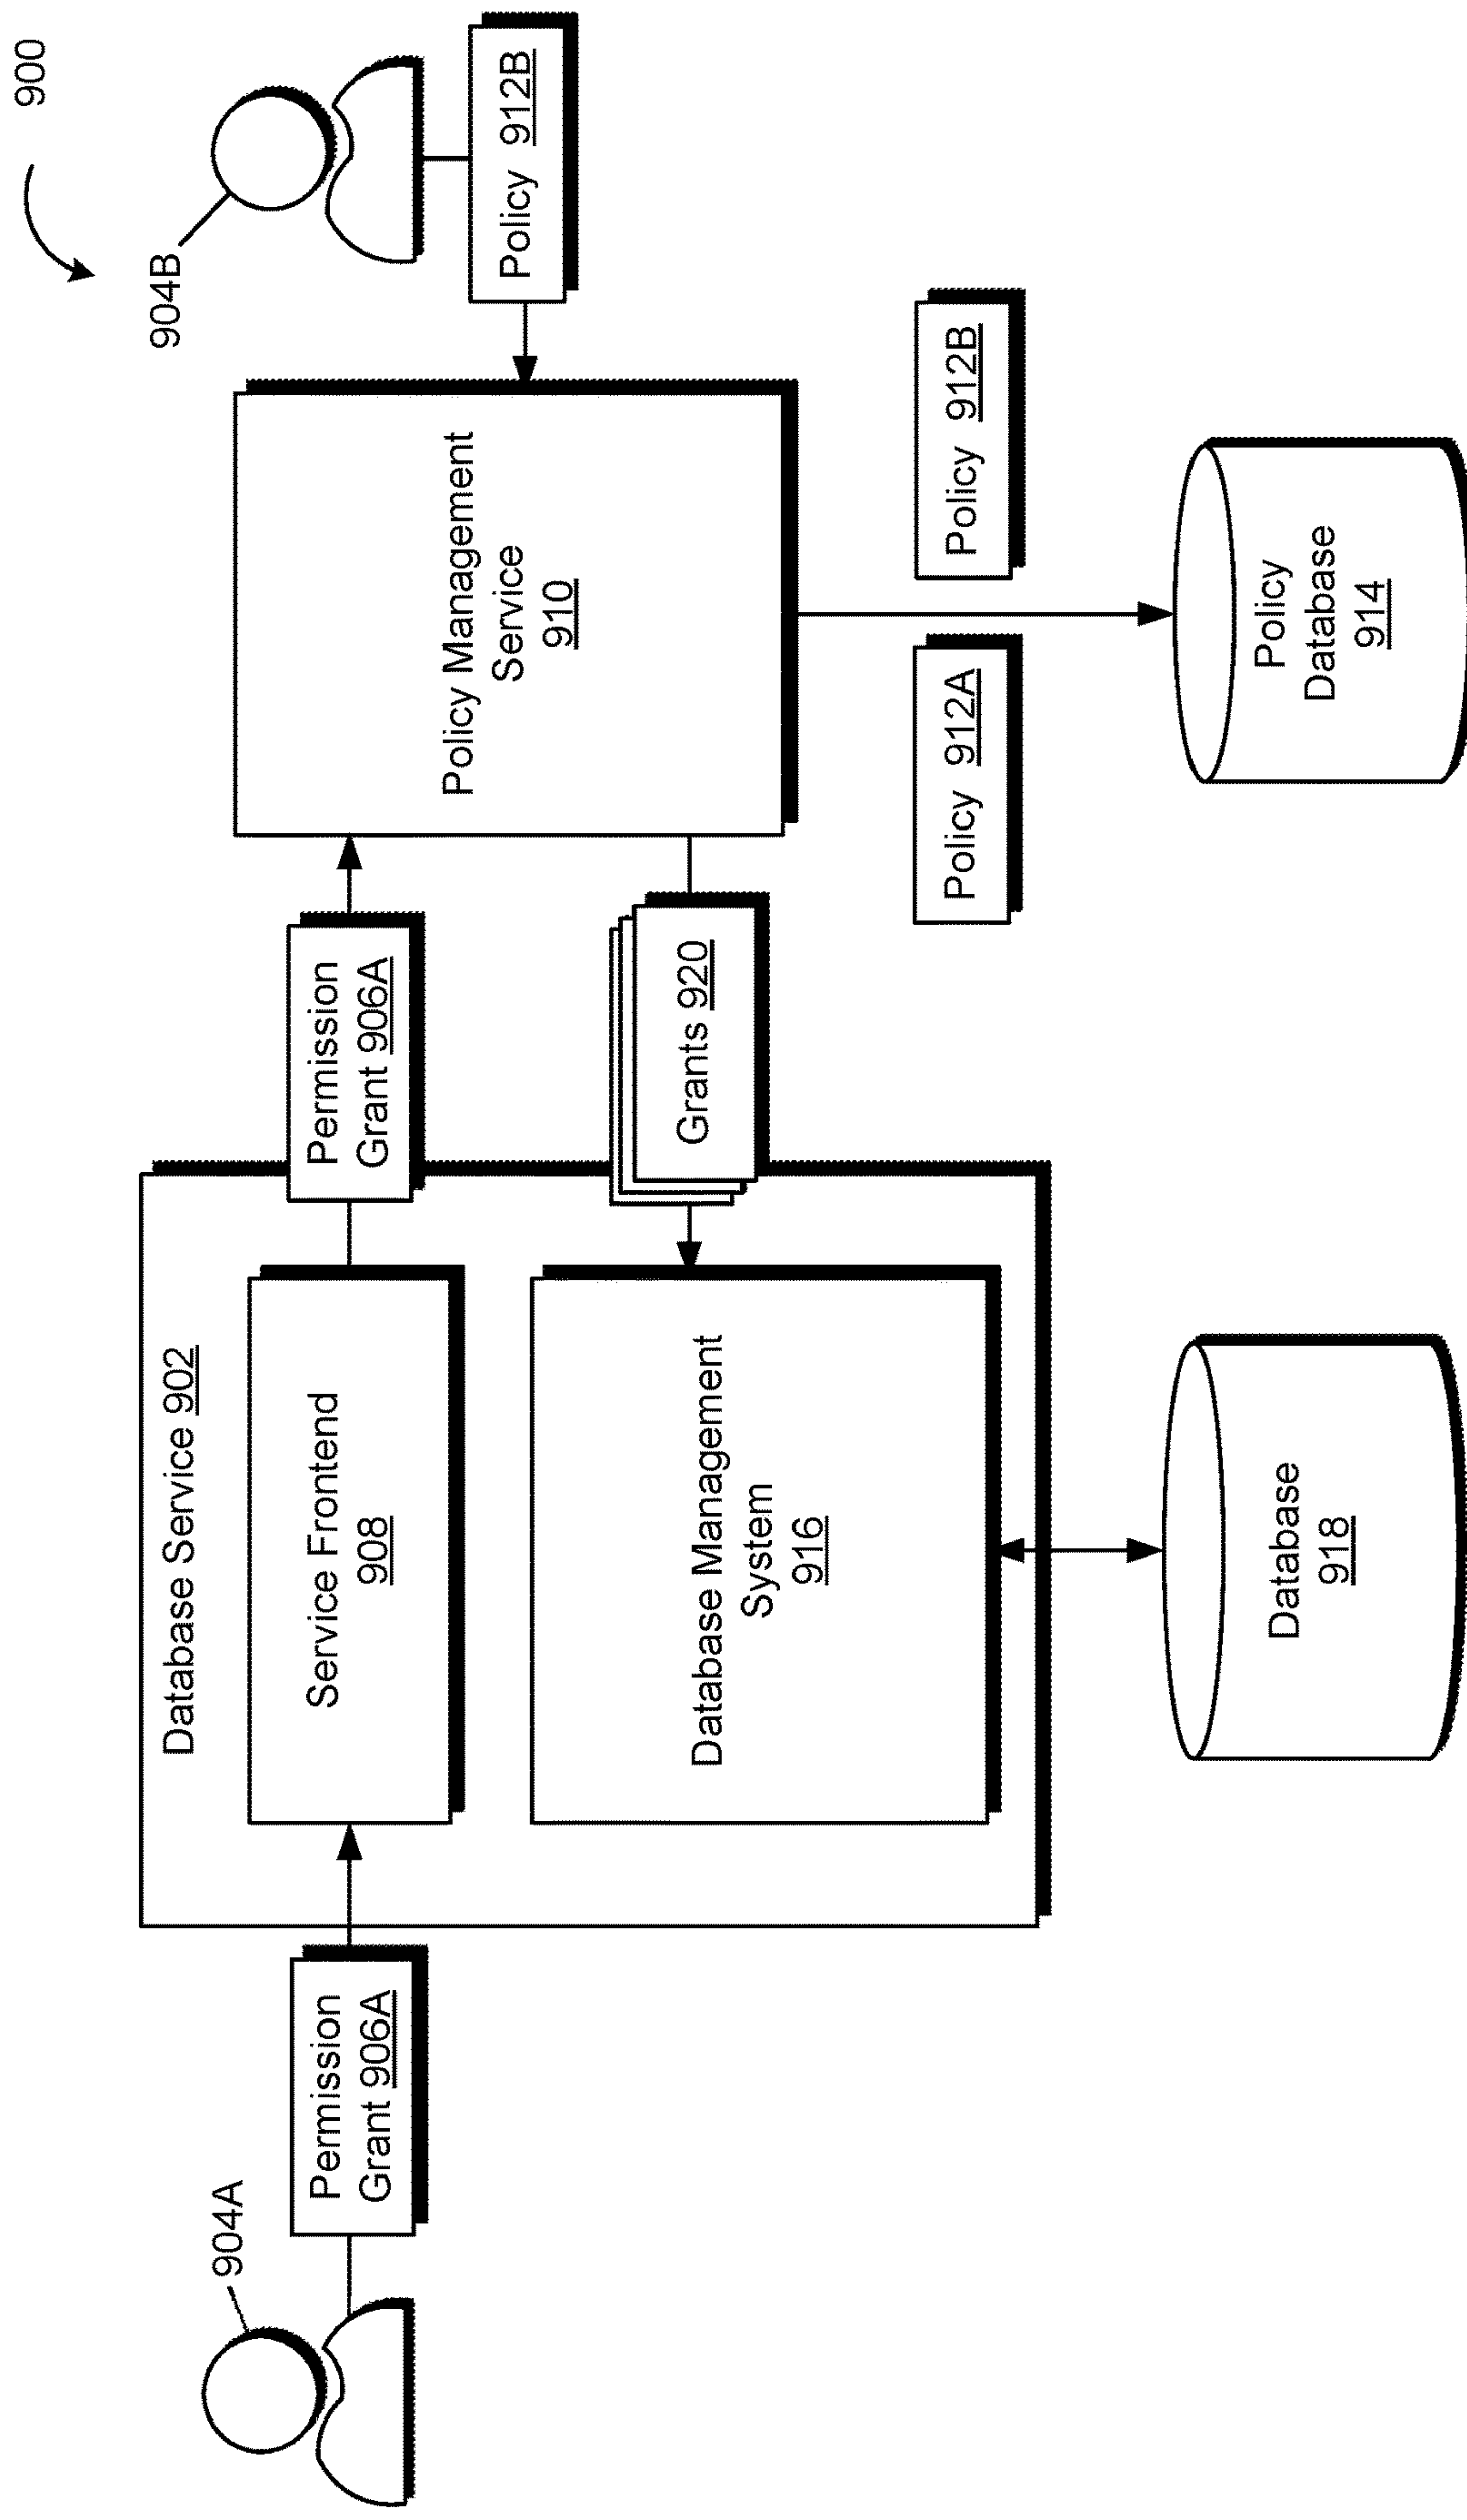 900
904B
904A
Permission
Grant 906A
Database Service 902
Service Frontend
908
Permission
Grant 906A
Policy Management
Service
910
Policy 912B
Database Management
System
916
Grants 920
Policy 912A
Policy 912B
Database
918
Policy
Database
914